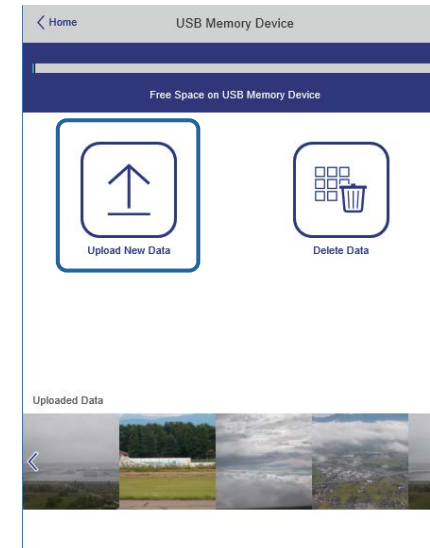 Home
USB Memory Device
Free Space on USB Memory Device
Upload New Data
Delete Data
Uploaded Data